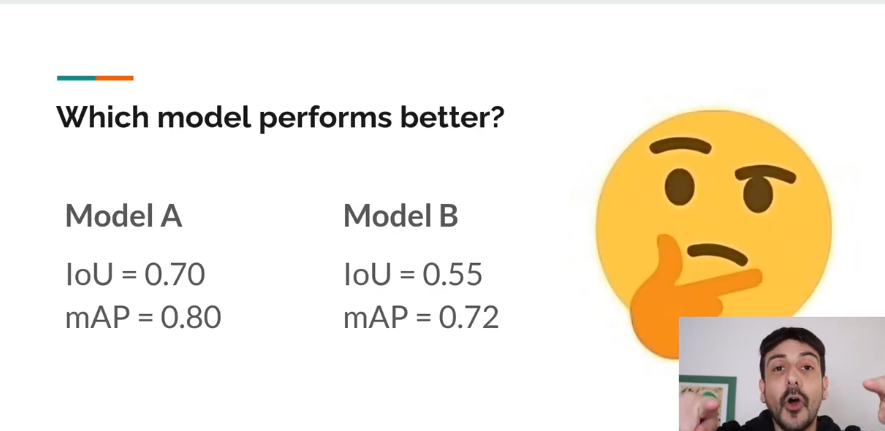 Which model performs better?
Model A
IoU = 0.70
mAP = 0.80
Model B
IoU = 0.55
mAP = 0.72